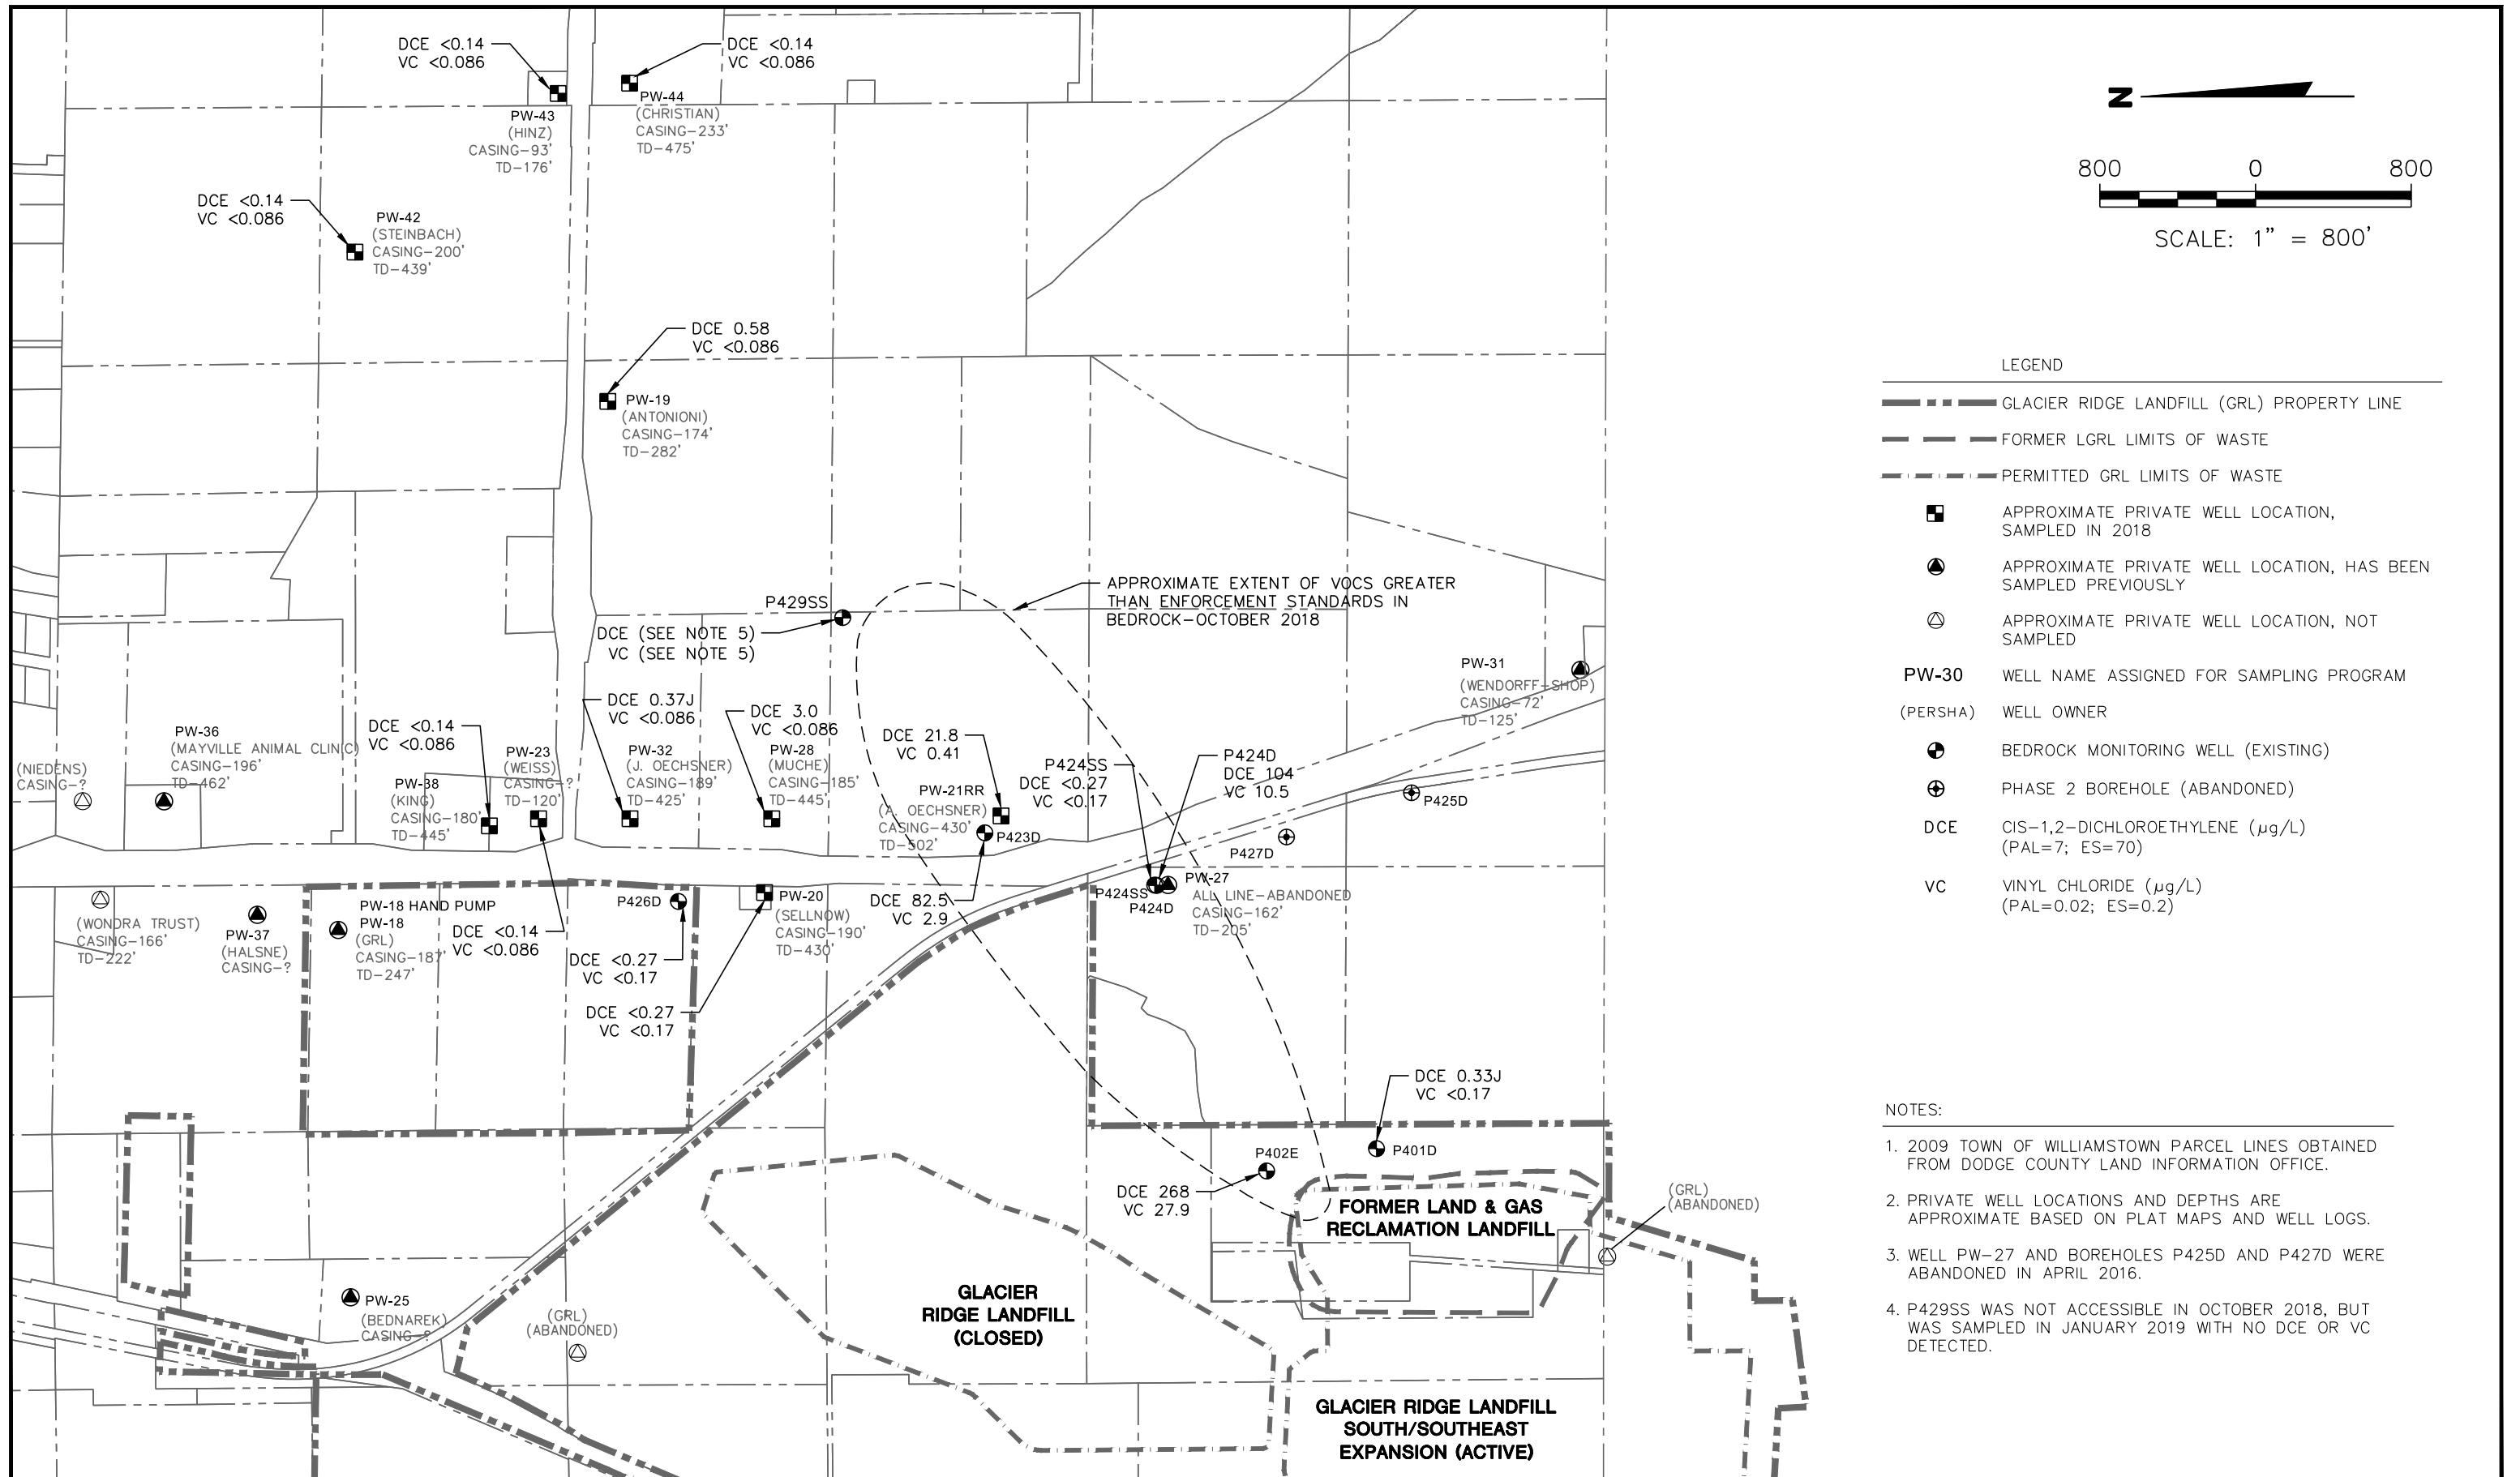 DCE <0.14
VC <0.086
DCE <0.14
VC <0.086
PW-43
(HINZ)
CASING-93'
TD-176'
PW-44
(CHRISTIAN)
CASING-233'
TD-475'
DCE <0.14
VC <0.086
PW-42
(STEINBACH)
CASING-200'
TD-439'
DCE 0.58
VC <0.086
PW-19
(ANTONIONI)
CASING-174'
TD-282'
N
800 0 800
SCALE: 1" = 800'
P429SS
DCE (SEE NOTE 5)
VC (SEE NOTE 5)
APPROXIMATE EXTENT OF VOCS GREATER
THAN ENFORCEMENT STANDARDS IN
BEDROCK-OCTOBER 2018
PW-31
(WENDORFF-SHOP)
CASING-72'
TD-125'
(NIEDENS)
CASING-?
PW-36
(MAYVILLE ANIMAL CLINIC)
CASING-196'
TD-462'
DCE <0.14
VC <0.086
PW-38
(KING)
CASING-180'
TD-445'
PW-23
(WEISS)
CASING-?
TD-120'
DCE 0.37J
VC <0.086
PW-32
(J. OECHSNER)
CASING-189'
TD-425'
DCE 3.0
VC <0.086
PW-28
(MUCHE)
CASING-185'
TD-445'
DCE 21.8
VC 0.41
PW-21RR
(A. OECHSNER)
CASING-430'
TD-502'
P423D
P424SS
DCE <0.27
VC <0.17
P424D
DCE 104
VC 10.5
P425D
P427D
(WONDRA TRUST)
CASING-166'
TD-222'
PW-37
(HALSNE)
CASING-?
PW-18 HAND PUMP
PW-18
(GRL)
CASING-187'
TD-247'
DCE <0.14
VC <0.086
P426D
DCE <0.27
VC <0.17
PW-20
(SELLNOW)
CASING-190'
TD-430'
DCE <0.27
VC <0.17
DCE 82.5
VC 2.9
P424SS
P424D
PW-27
ALL LINE-ABANDONED
CASING-162'
TD-205'
DCE 0.33J
VC <0.17
P401D
P402E
DCE 268
VC 27.9
FORMER LAND & GAS
RECLAMATION LANDFILL
(GRL)
(ABANDONED)
PW-25
(BEDNAREK)
CASING-?
(GRL)
(ABANDONED)
GLACIER
RIDGE LANDFILL
(CLOSED)
GLACIER RIDGE LANDFILL
SOUTH/SOUTHEAST
EXPANSION (ACTIVE)
LEGEND
GLACIER RIDGE LANDFILL (GRL) PROPERTY LINE
FORMER LGRL LIMITS OF WASTE
PERMITTED GRL LIMITS OF WASTE
APPROXIMATE PRIVATE WELL LOCATION,
SAMPLED IN 2018
APPROXIMATE PRIVATE WELL LOCATION, HAS BEEN
SAMPLED PREVIOUSLY
APPROXIMATE PRIVATE WELL LOCATION, NOT
SAMPLED
PW-30 WELL NAME ASSIGNED FOR SAMPLING PROGRAM
(PERSHA) WELL OWNER
BEDROCK MONITORING WELL (EXISTING)
PHASE 2 BOREHOLE (ABANDONED)
DCE CIS-1,2-DICHLOROETHYLENE (µg/L)
(PAL=7; ES=70)
VC VINYL CHLORIDE (µg/L)
(PAL=0.02; ES=0.2)
NOTES:
1. 2009 TOWN OF WILLIAMSTOWN PARCEL LINES OBTAINED
FROM DODGE COUNTY LAND INFORMATION OFFICE.
2. PRIVATE WELL LOCATIONS AND DEPTHS ARE
APPROXIMATE BASED ON PLAT MAPS AND WELL LOGS.
3. WELL PW-27 AND BOREHOLES P425D AND P427D WERE
ABANDONED IN APRIL 2016.
4. P429SS WAS NOT ACCESSIBLE IN OCTOBER 2018, BUT
WAS SAMPLED IN JANUARY 2019 WITH NO DCE OR VC
DETECTED.